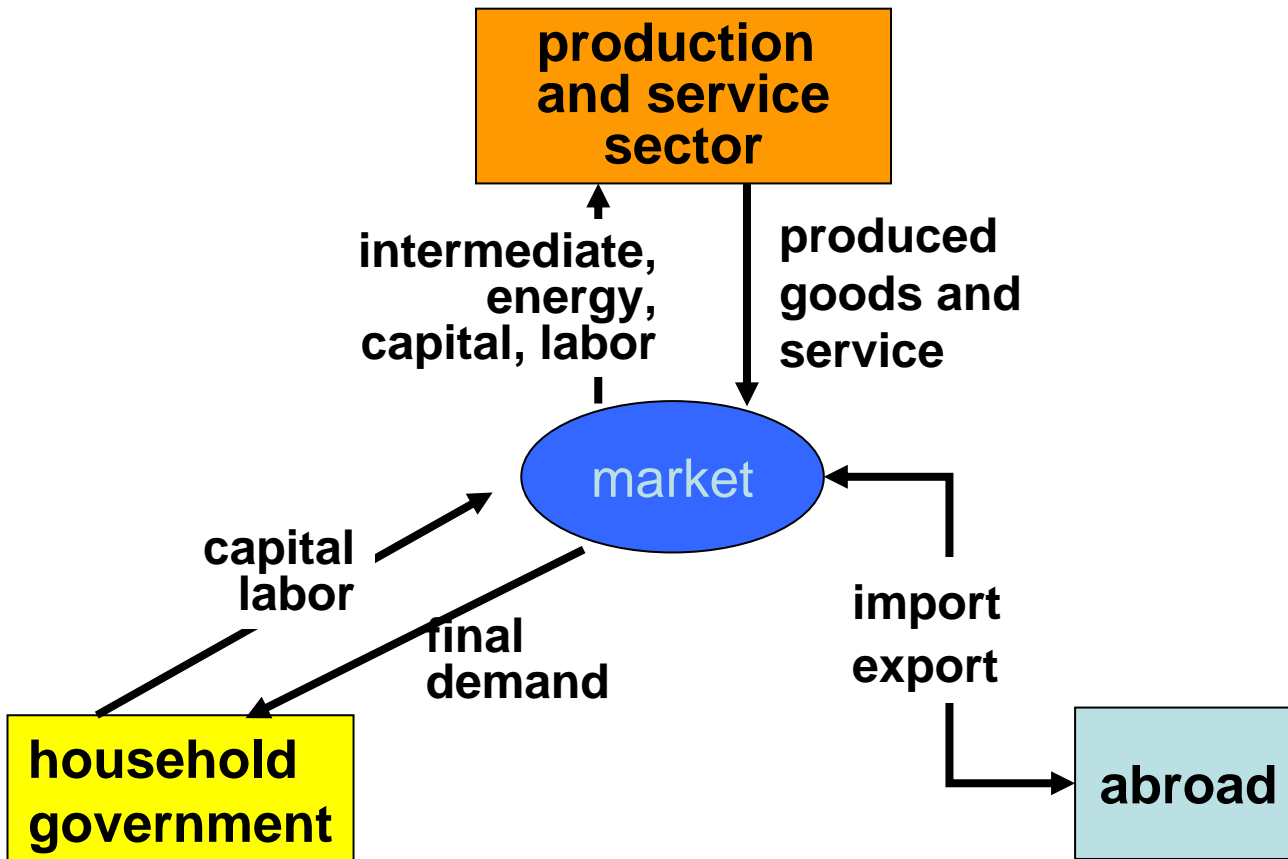 production
and service
sector
intermediate,
energy,
capital, labor
produced
goods and
service
market
capital
labor
final
demand
import
export
household
government
abroad